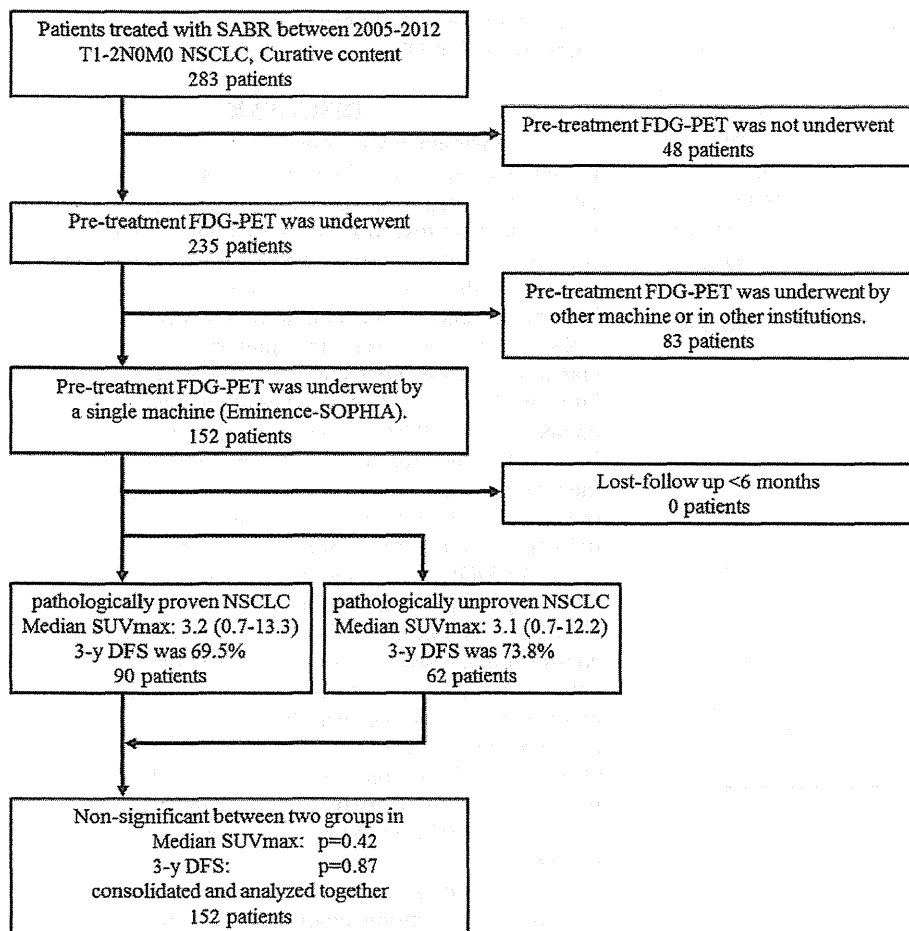 Patients treated with SABR between 2005-2012
T1-2N0M0 NSCLC, Curative content
283 patients
Pre-treatment FDG-PET was not underwent
48 patients
Pre-treatment FDG-PET was underwent
235 patients
Pre-treatment FDG-PET was underwent by
other machine or in other institutions.
83 patients
Pre-treatment FDG-PET was underwent by
a single machine (Eminence-SOPHIA).
152 patients
Lost-follow up <6 months
0 patients
pathologically proven NSCLC
Median SUVmax: 3.2 (0.7-13.3)
3-y DFS was 69.5%
90 patients
pathologically unproven NSCLC
Median SUVmax: 3.1 (0.7-12.2)
3-y DFS was 73.8%
62 patients
Non-significant between two groups in
Median SUVmax: p=0.42
3-y DFS: p=0.87
consolidated and analyzed together
152 patients